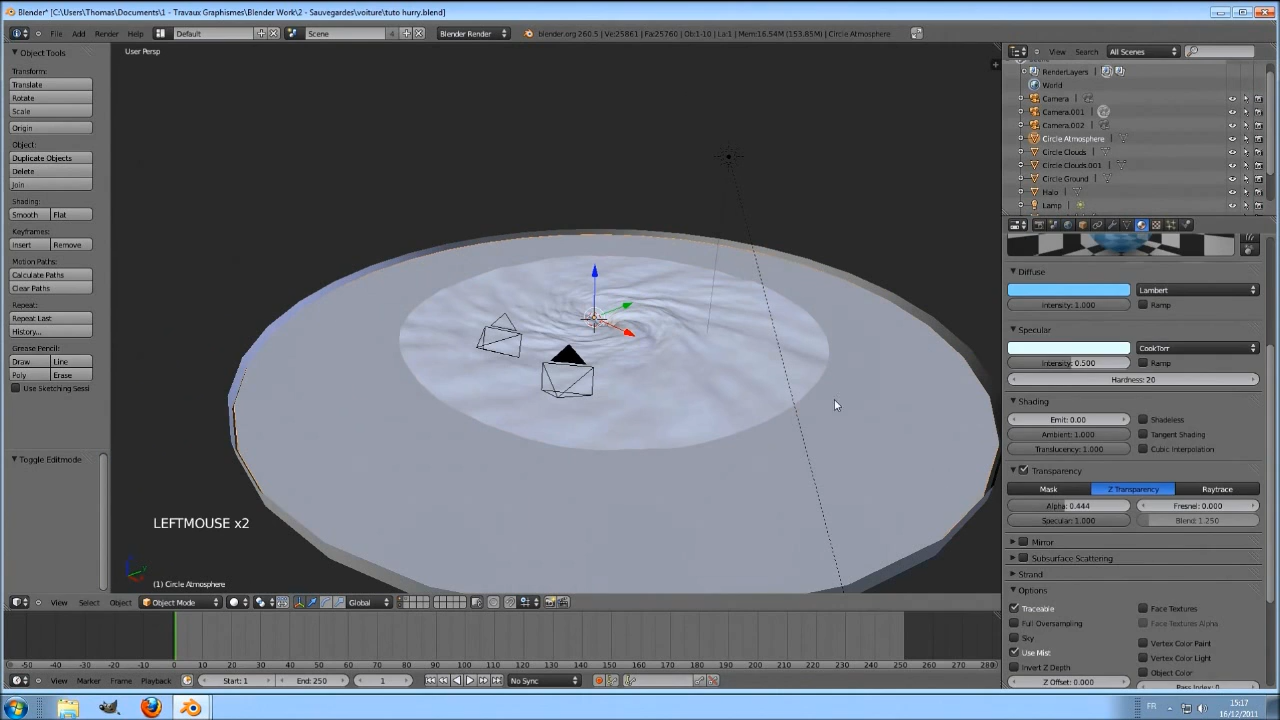 Blender* [C:\Users\Thomas\Documents\1 - Travaux Graphismes\Blender Work\2 - Sauvegardes\voiture\tuto hurry.blend]
File Add Render Help Default Scene 4 Blender Render blender.org 260.5 | Ve:25861 | Fa:25760 | Ob:1-10 | La:1 | Mem:16.54M (153.85M) | Circle Atmosphere
Object Tools
User Persp
View Search All Scenes
Transform:
Translate
Rotate
Scale
Origin
Object:
Duplicate Objects
Delete
Join
Shading:
Smooth Flat
Keyframes:
Insert Remove
Motion Paths:
Calculate Paths
Clear Paths
Repeat:
Repeat Last
History...
Grease Pencil:
Draw Line
Poly Erase
Use Sketching Sessi
Toggle Editmode
RenderLayers
World
Camera
Camera.001
Camera.002
Circle Atmosphere
Circle Clouds
Circle Clouds.001
Circle Ground
Halo
Lamp
Diffuse
Lambert
Intensity: 1.000 Ramp
Specular
CookTorr
Intensity: 0.500 Ramp
Hardness: 20
Shading
Emit: 0.00 Shadeless
Ambient: 1.000 Tangent Shading
Translucency: 1.000 Cubic Interpolation
Transparency
Mask Z Transparency Raytrace
Alpha: 0.444 Fresnel: 0.000
Specular: 1.000 Blend: 1.250
Mirror
Subsurface Scattering
Strand
Options
Traceable Face Textures
Full Oversampling Face Textures Alpha
Sky
Vertex Color Paint
Use Mist
Vertex Color Light
Invert Z Depth
Object Color
Z Offset: 0.000
Pass Index: 0
LEFTMOUSE x2
(1) Circle Atmosphere
View Select Object Object Mode Global
-50 -40 -30 -20 -10 0 10 20 30 40 50 60 70 80 90 100 110 120 130 140 150 160 170 180 190 200 210 220 230 240 250 260 270 280
View Marker Frame Playback Start: 1 End: 250 1 No Sync
FR
15:17
16/12/2011